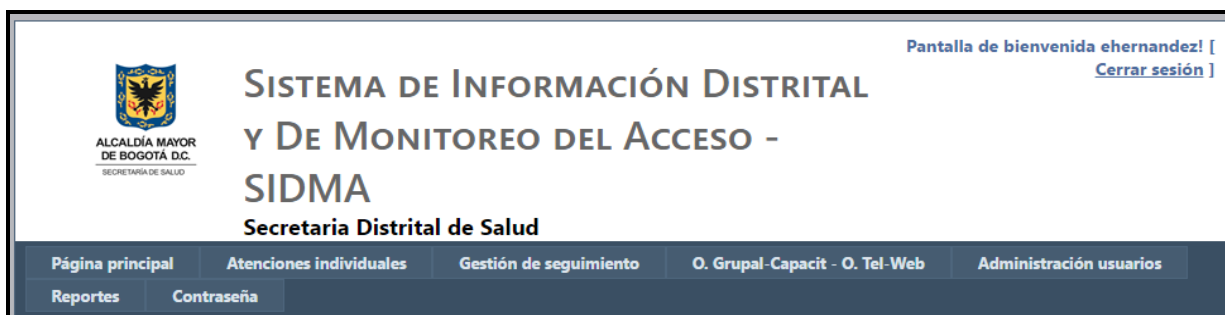 Pantalla de bienvenida ehernandez! [
Cerrar sesión ]
ALCALDÍA MAYOR
DE BOGOTÁ D.C.
SECRETARÍA DE SALUD
SISTEMA DE INFORMACIÓN DISTRITAL
Y DE MONITOREO DEL ACCESO -
SIDMA
Secretaria Distrital de Salud
Página principal Atenciones individuales Gestión de seguimiento O. Grupal-Capacit - O. Tel-Web Administración usuarios
Reportes Contraseña